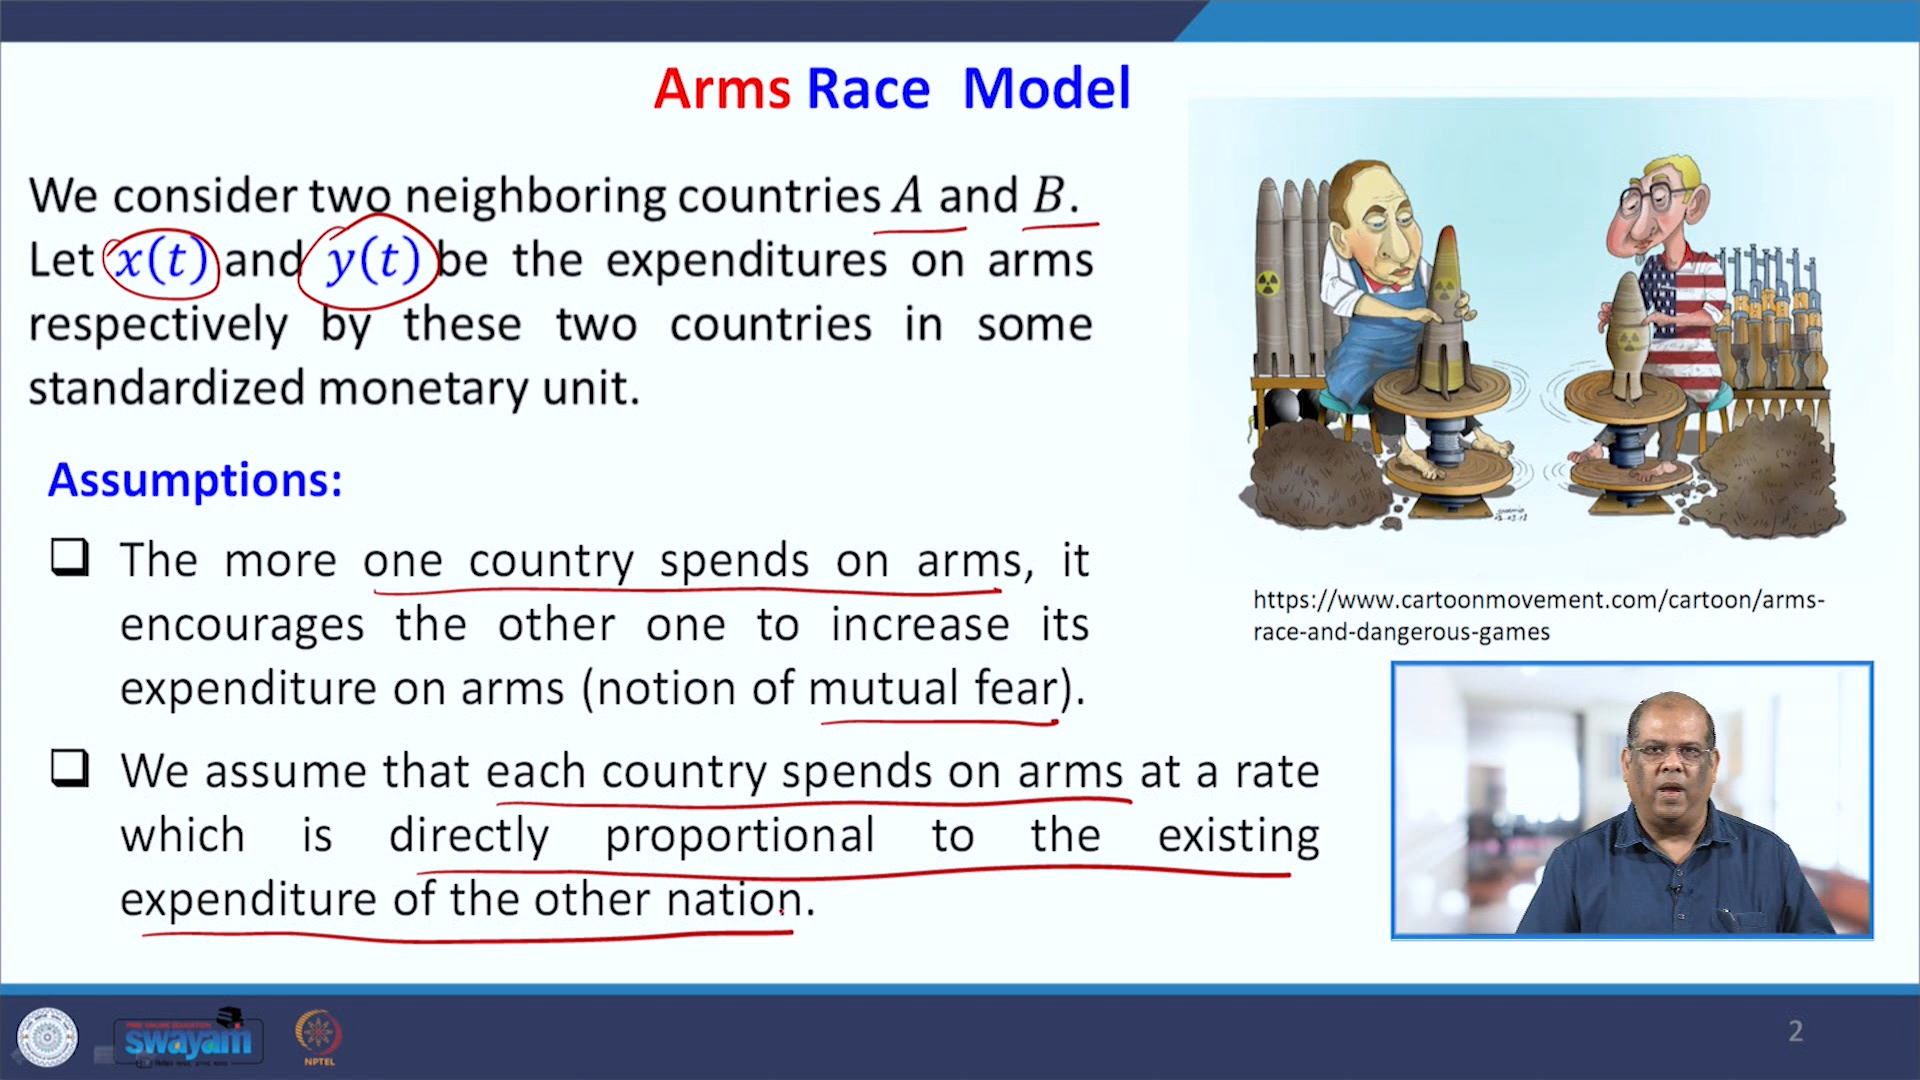 Arms Race Model
We consider two neighboring countries A and B.
Let x(t) and y(t) be the expenditures on arms
respectively by these two countries in some
standardized monetary unit.
Assumptions:
❑ The more one country spends on arms, it
encourages the other one to increase its
expenditure on arms (notion of mutual fear).
❑ We assume that each country spends on arms at a rate
which is directly proportional to the existing
expenditure of the other nation.
https://www.cartoonmovement.com/cartoon/arms-
race-and-dangerous-games
FREE ONLINE EDUCATION
swayam
NPTEL
2